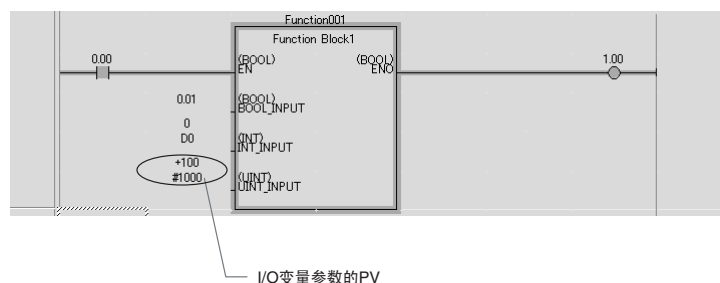 Function001
Function Block1
0.00
(BOOL)
EN
(BOOL)
ENO
1.00
0.01
(BOOL)
BOOL_INPUT
0
D0
(INT)
INT_INPUT
+100
#1000
(UINT)
UINT_INPUT
I/O变量参数的PV